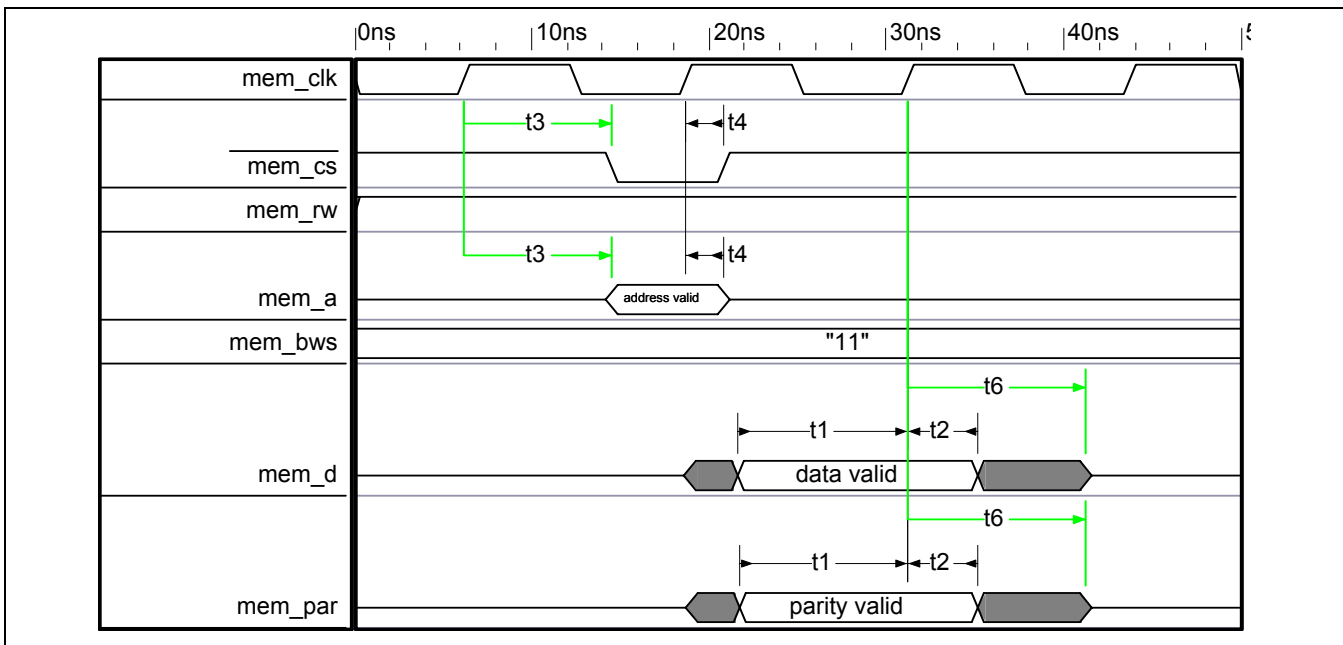 0ns 10ns 20ns 30ns 40ns
mem_clk
t3 t4
mem_cs
mem_rw
t3 t4
mem_a address valid
mem_bws "11"
t6
t1 t2
mem_d data valid
t6
t1 t2
mem_par parity valid